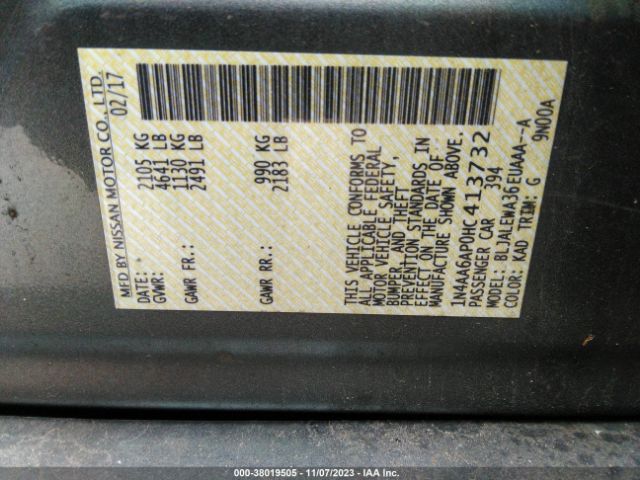 MFD BY NISSAN MOTOR CO., LTD.
DATE: 02/17
GVWR: 2105 KG
4641 LB
GAWR FR: 1130 KG
2491 LB
GAWR RR: 990 KG
2183 LB
THIS VEHICLE CONFORMS TO
ALL APPLICABLE FEDERAL
MOTOR VEHICLE SAFETY,
BUMPER, AND THEFT
PREVENTION STANDARDS IN
EFFECT ON THE DATE OF
MANUFACTURE SHOWN ABOVE.
1N4AA6AP0HC413732
PASSENGER CAR 394
MODEL: BLJALEWA36EUAAAA--A
COLOR: KAD TRIM: G 9N00A
000-38019505 - 11/07/2023 - IAA Inc.